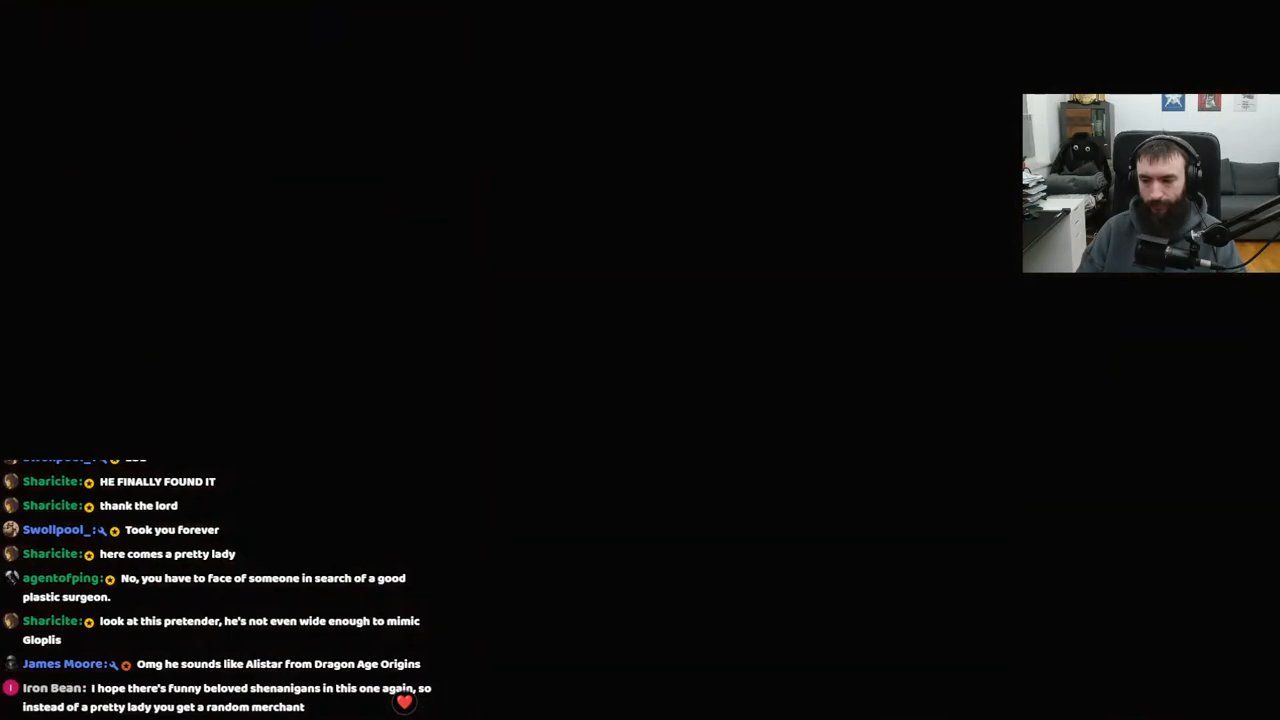 Sharicite: HE FINALLY FOUND IT
Sharicite: thank the lord
Swollpool_: Took you forever
Sharicite: here comes a pretty lady
agentofping: No, you have to face of someone in search of a good
plastic surgeon.
Sharicite: look at this pretender, he's not even wide enough to mimic
Gloplis
James Moore: Omg he sounds like Alistar from Dragon Age Origins
Iron Bean: I hope there's funny beloved shenanigans in this one again, so
instead of a pretty lady you get a random merchant